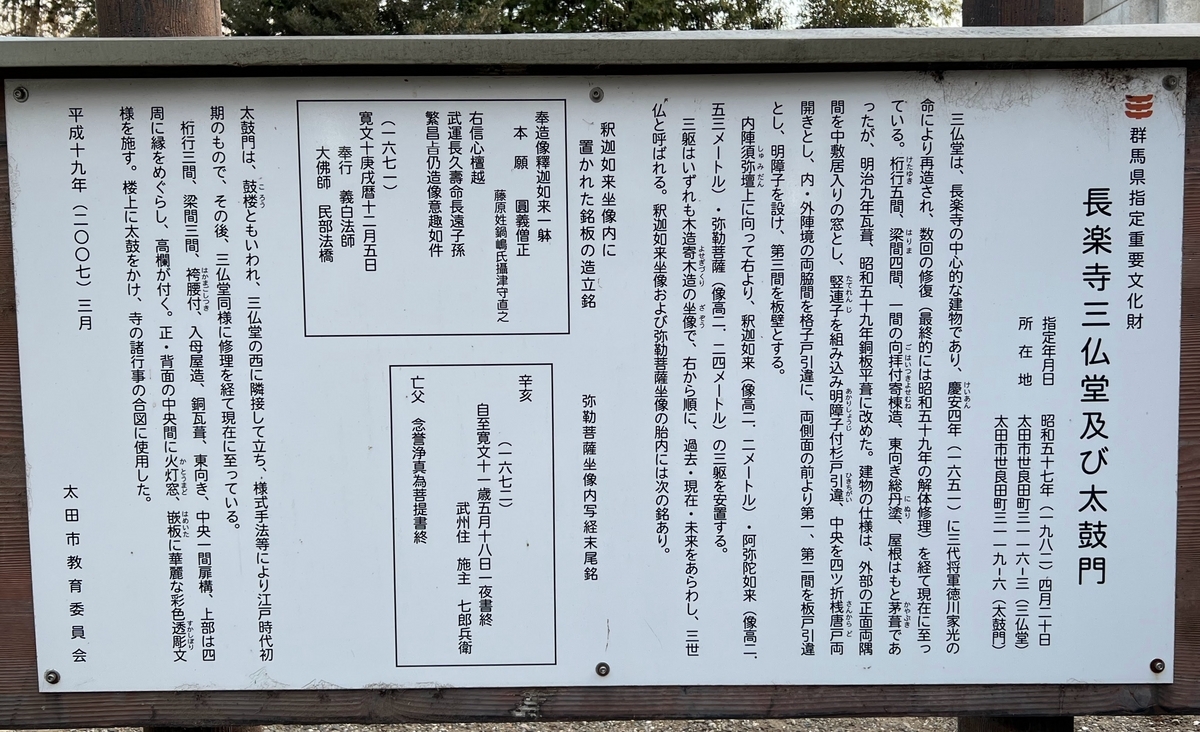 群馬県指定重要文化財
長楽寺三仏堂及び太鼓門
指定年月日 昭和五十七年（一九八二）四月二十日
所在地 太田市世良田町三一一六-三（三仏堂）
太田市世良田町三一一九-六（太鼓門）
三仏堂は、長楽寺の中心的な建物であり、慶安四年（一六五一）に三代将軍徳川家光の
命により再造され、数回の修復（最終的には昭和五十九年の解体修理）を経て現在に至っ
ている。桁行五間、梁間四間、一間の向拝付寄棟造、東向き総丹塗、屋根はもと茅葺であ
ったが、明治九年瓦葺、昭和五十九年銅板平葺に改めた。建物の仕様は、外部の正面両隅
間を中敷居入りの窓とし、竪連子を組み込み明障子付杉戸引違、中央を四ツ折桟唐戸両
開きとし、内・外陣境の両脇間を格子戸引違に、両側面の前より第一、第二間を板戸引違
とし、明障子を設け、第三間を板壁とする。
内陣須弥壇上に向って右より、釈迦如来（像高二．二メートル）・阿弥陀如来（像高二．
五三メートル）・弥勒菩薩（像高二．二四メートル）の三躯を安置する。
三躯はいずれも木造寄木造の坐像で、右から順に、過去・現在・未来をあらわし、三世
仏と呼ばれる。釈迦如来坐像および弥勒菩薩坐像の胎内には次の銘あり。
釈迦如来坐像内に
置かれた銘板の造立銘
奉造像釋迦如来一躰
本願 圓義僧正
藤原姓鍋嶋氏攝津守直之
右信心檀越
武運長久壽命長遠子孫
繁昌㫖仍造像意趣如件
（一六七一）
寛文十庚戌暦十二月五日
奉行 義白法師
大佛師 民部法橋
弥勒菩薩坐像内写経末尾銘
辛亥
（一六七二）
自至寛文十一歳五月十八日一夜書終
武州住 施主 七郎兵衛
亡父 念誉浄真為菩提書終
太鼓門は、鼓楼ともいわれ、三仏堂の西に隣接して立ち、様式手法等により江戸時代初
期のもので、その後、三仏堂同様に修理を経て現在に至っている。
桁行三間、梁間三間、袴腰付、入母屋造、銅瓦葺、東向き、中央一間扉構、上部は四
周に縁をめぐらし、高欄が付く。正・背面の中央間に火灯窓、嵌板に華麗な彩色透彫文
様を施す。楼上に太鼓をかけ、寺の諸行事の合図に使用した。
平成十九年（二〇〇七）三月
太田市教育委員会